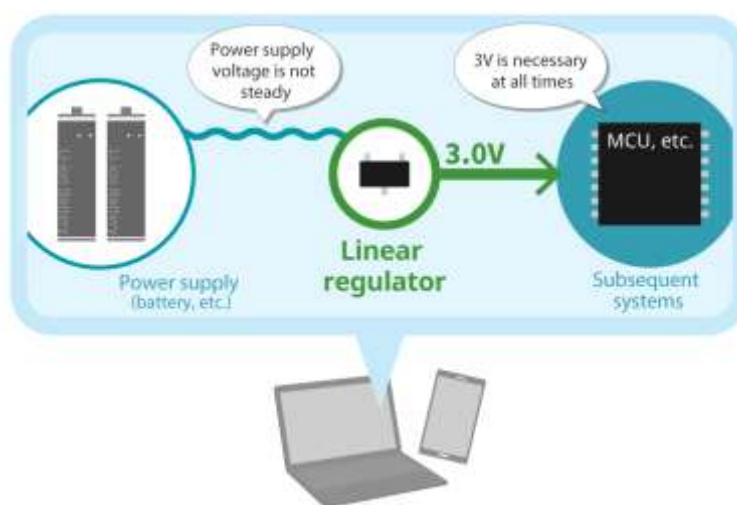 Power supply
voltage is not
steady
3V is necessary
at all times
MCU, etc.
3.0V
Linear
regulator
Power supply
(battery, etc.)
Subsequent
systems